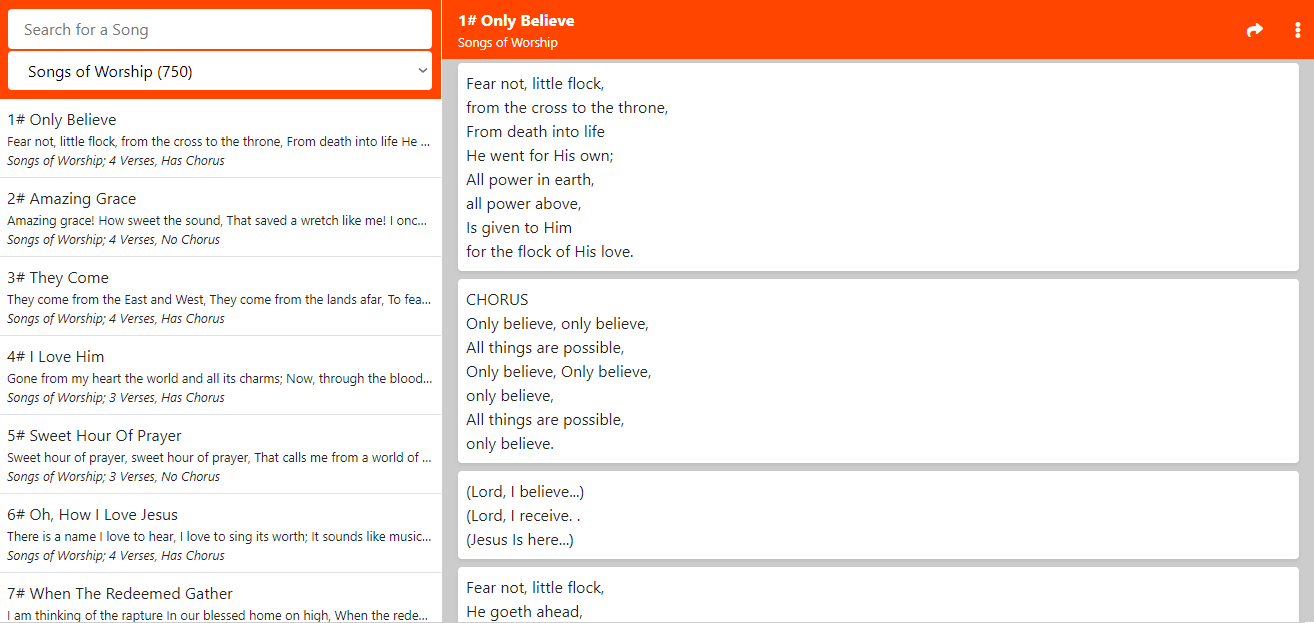 Search for a Song
Songs of Worship (750)
1# Only Believe
Fear not, little flock, from the cross to the throne, From death into life He ...
Songs of Worship; 4 Verses, Has Chorus
2# Amazing Grace
Amazing grace! How sweet the sound, That saved a wretch like me! I onc...
Songs of Worship; 4 Verses, No Chorus
3# They Come
They come from the East and West, They come from the lands afar, To fea...
Songs of Worship; 4 Verses, Has Chorus
4# I Love Him
Gone from my heart the world and all its charms; Now, through the blood...
Songs of Worship; 3 Verses, Has Chorus
5# Sweet Hour Of Prayer
Sweet hour of prayer, sweet hour of prayer, That calls me from a world of ...
Songs of Worship; 3 Verses, No Chorus
6# Oh, How I Love Jesus
There is a name I love to hear, I love to sing its worth; It sounds like music...
Songs of Worship; 4 Verses, Has Chorus
7# When The Redeemed Gather
I am thinking of the rapture In our blessed home on high, When the rede...
1# Only Believe
Songs of Worship
Fear not, little flock,
from the cross to the throne,
From death into life
He went for His own;
All power in earth,
all power above,
Is given to Him
for the flock of His love.
CHORUS
Only believe, only believe,
All things are possible,
Only believe, Only believe,
only believe,
All things are possible,
only believe.
(Lord, I believe...)
(Lord, I receive. .
(Jesus Is here...)
Fear not, little flock,
He goeth ahead,